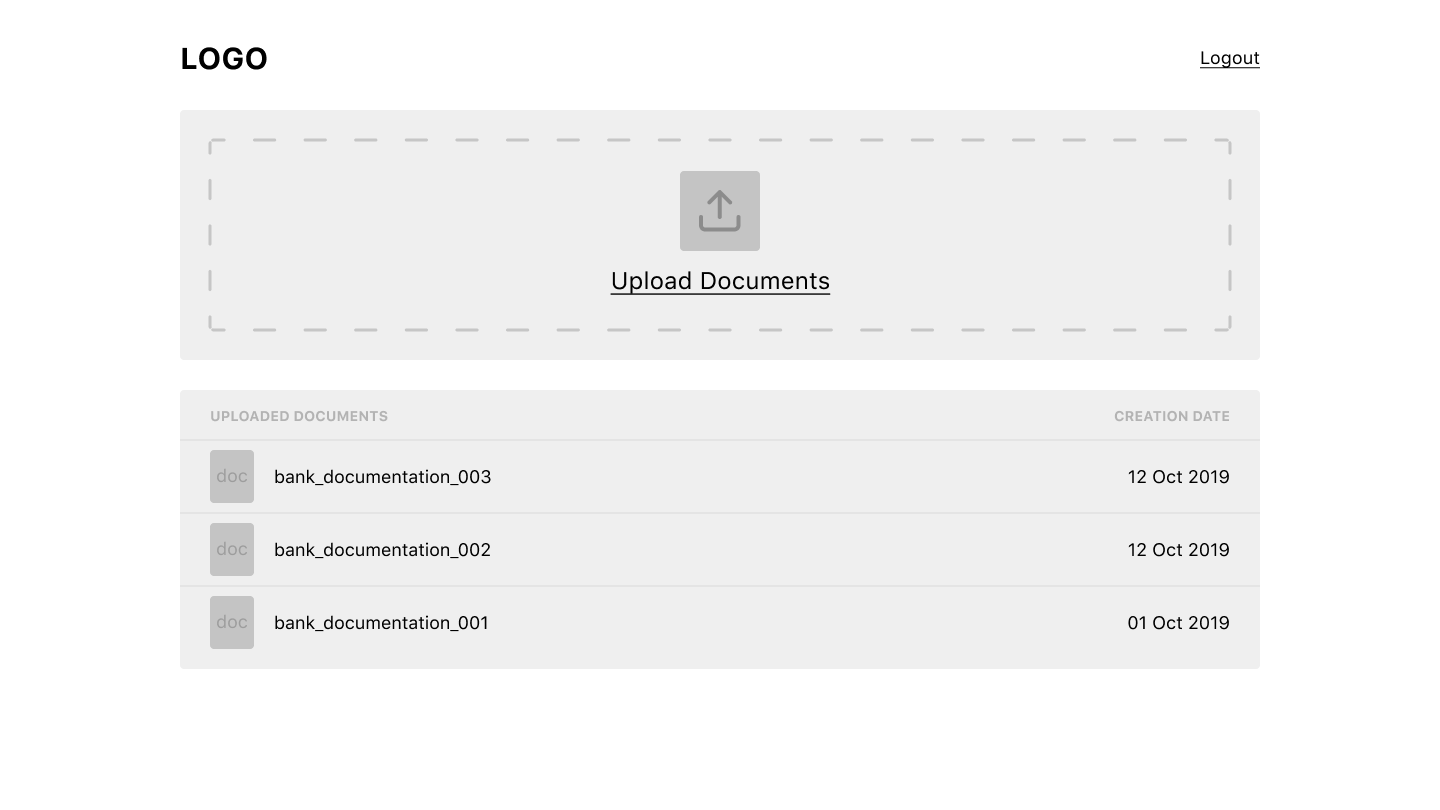 LOGO
Logout
Upload Documents
UPLOADED DOCUMENTS CREATION DATE
doc bank_documentation_003 12 Oct 2019
doc bank_documentation_002 12 Oct 2019
doc bank_documentation_001 01 Oct 2019